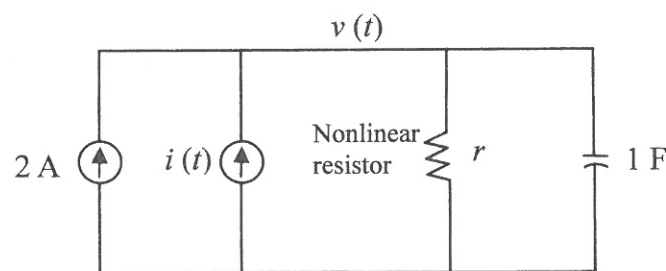 v (t)
2 A
i (t)
Nonlinear
resistor
r
1 F